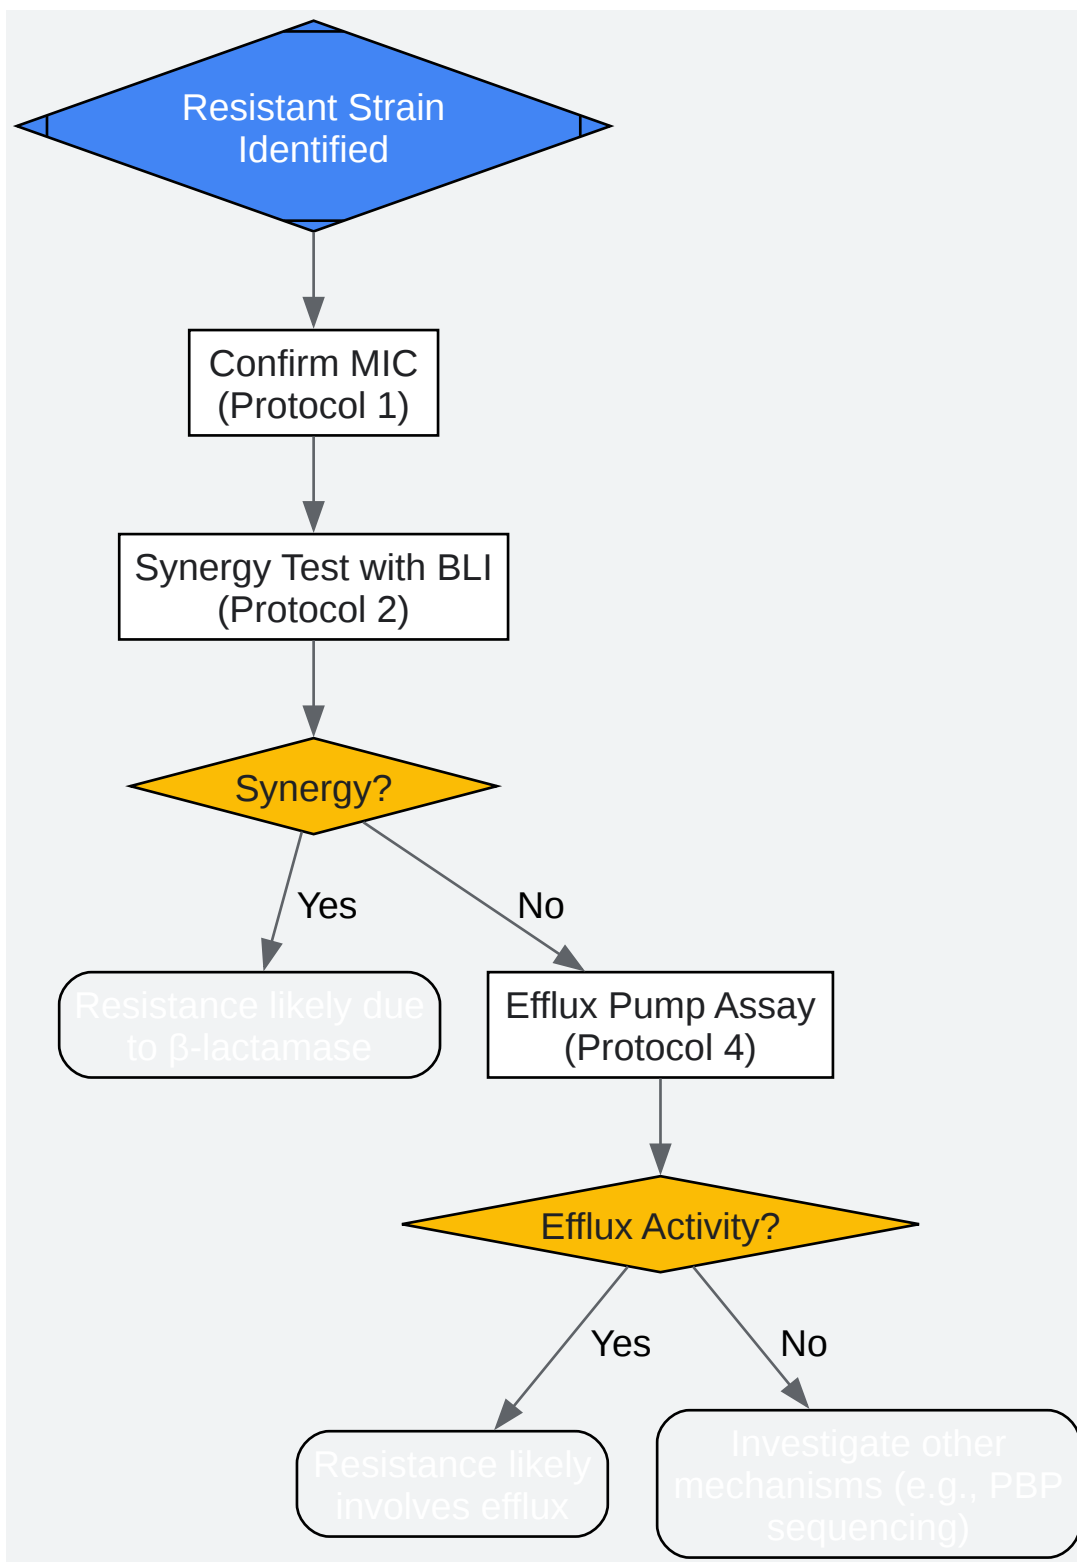 Resistant Strain
Identified
Confirm MIC
(Protocol 1)
Synergy Test with BLI
(Protocol 2)
Synergy?
Yes
No
Resistance likely due
to β-lactamase
Efflux Pump Assay
(Protocol 4)
Efflux Activity?
Yes
No
Resistance likely
involves efflux
Investigate other
mechanisms (e.g., PBP
sequencing)